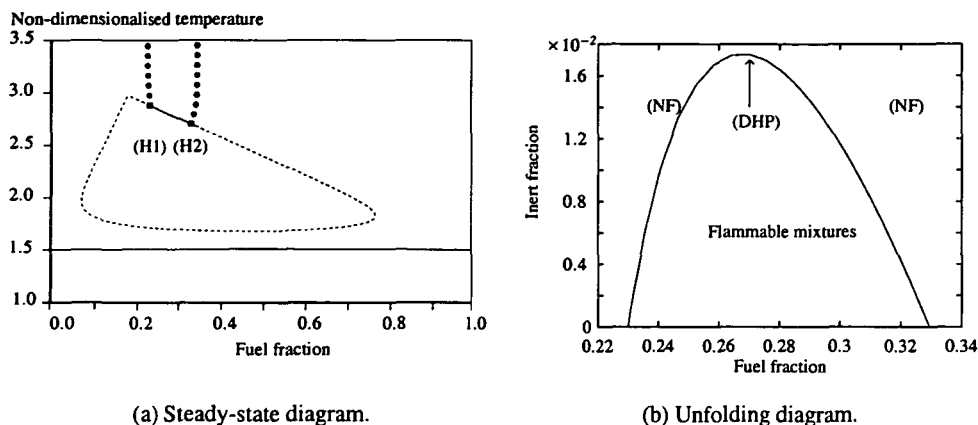 Non-dimensionalised temperature
3.5
3.0
2.5
2.0
1.5
1.0
(H1) (H2)
0.0 0.2 0.4 0.6 0.8 1.0
Fuel fraction
(a) Steady-state diagram.
×10⁻²
1.6
1.2
0.8
0.4
0
Inert fraction
(NF)
(DHP)
(NF)
Flammable mixtures
0.22 0.24 0.26 0.28 0.3 0.32 0.34
Fuel fraction
(b) Unfolding diagram.